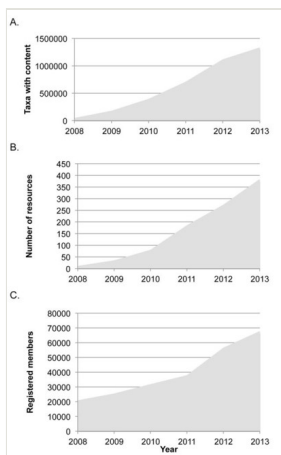 A.
Taxa with content
1500000
1000000
500000
0
2008 2009 2010 2011 2012 2013
B.
Number of resources
450
400
350
300
250
200
150
100
50
0
2008 2009 2010 2011 2012 2013
C.
Registered members
80000
70000
60000
50000
40000
30000
20000
10000
0
2008 2009 2010 2011 2012 2013
Year